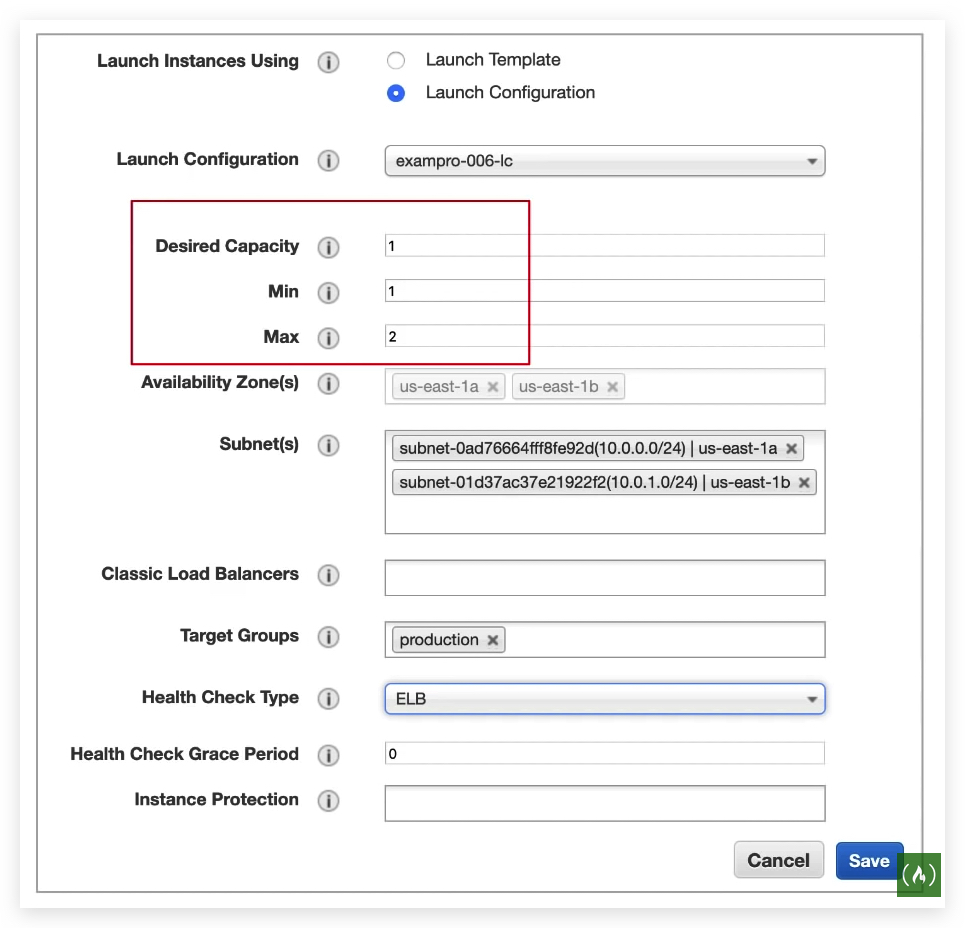 Launch Instances Using i Launch Template
Launch Configuration
Launch Configuration i exampro-006-lc
Desired Capacity i 1
Min i 1
Max i 2
Availability Zone(s) i us-east-1a × us-east-1b ×
Subnet(s) i subnet-0ad76664fff8fe92d(10.0.0.0/24) | us-east-1a ×
subnet-01d37ac37e21922f2(10.0.1.0/24) | us-east-1b ×
Classic Load Balancers i
Target Groups i production ×
Health Check Type i ELB
Health Check Grace Period i 0
Instance Protection i
Cancel Save